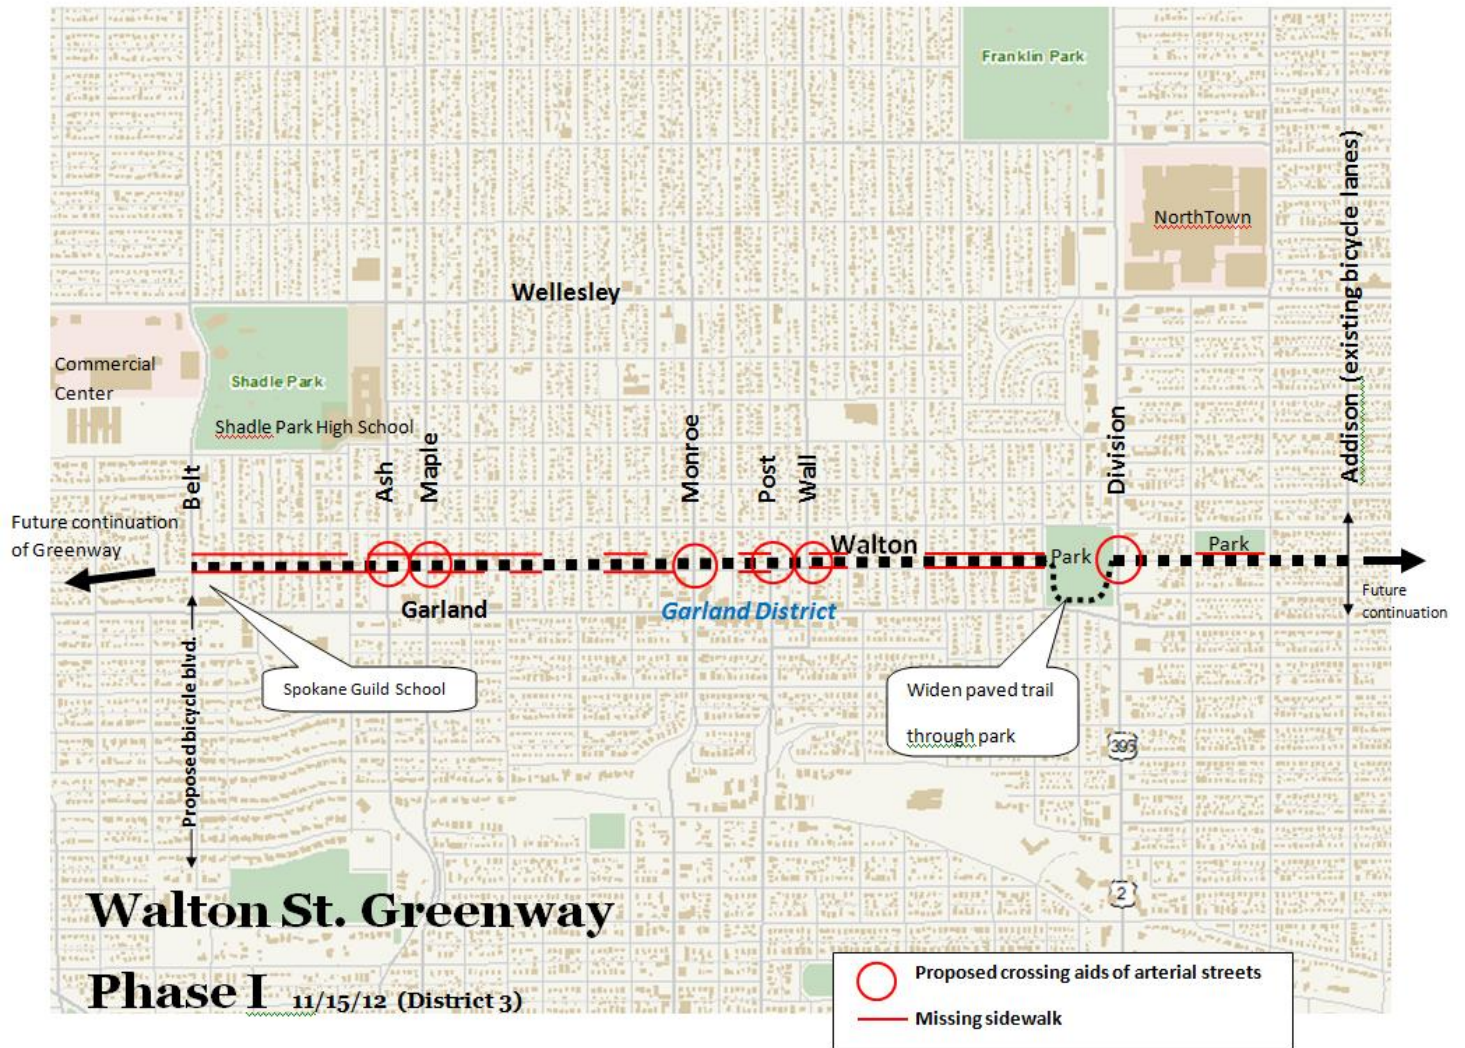 Franklin Park
NorthTown
Addison (existing bicycle lanes)
Wellesley
Commercial
Center
Shadle Park
Shadle Park High School
Belt
Ash
Maple
Monroe
Post
Wall
Division
Future continuation
of Greenway
Walton
Park
Park
Garland
Garland District
Future
continuation
Proposed bicycle blvd.
Spokane Guild School
Widen paved trail
through park
395
2
Walton St. Greenway
Phase I 11/15/12 (District 3)
Proposed crossing aids of arterial streets
Missing sidewalk